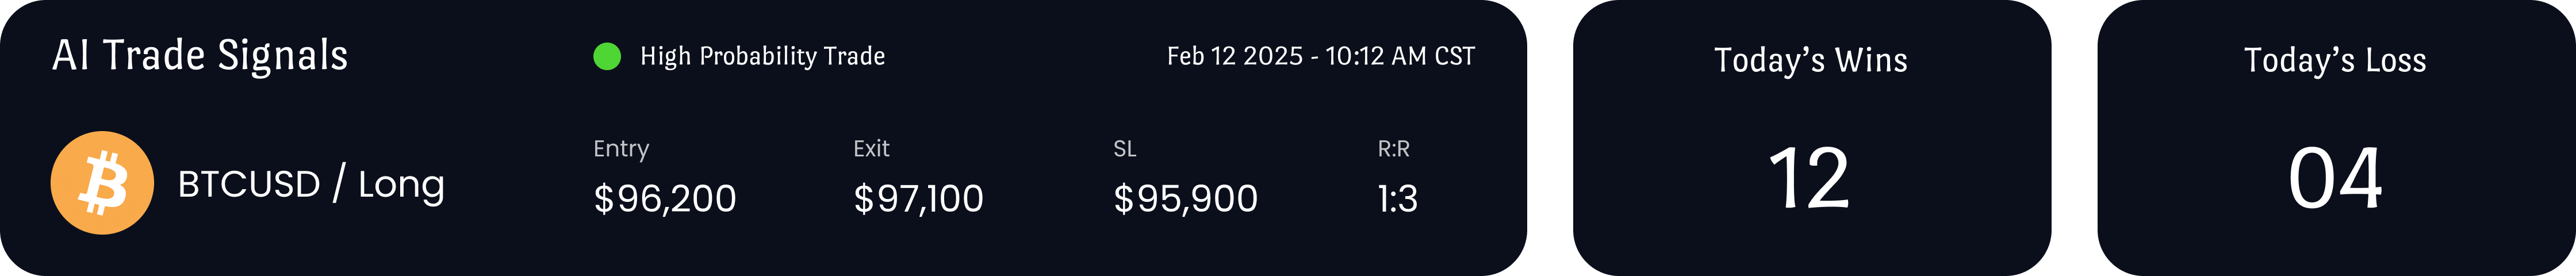 AI Trade Signals
High Probability Trade
Feb 12 2025 - 10:12 AM CST
BTCUSD / Long
Entry
$96,200
Exit
$97,100
SL
$95,900
R:R
1:3
Today’s Wins
12
Today’s Loss
04